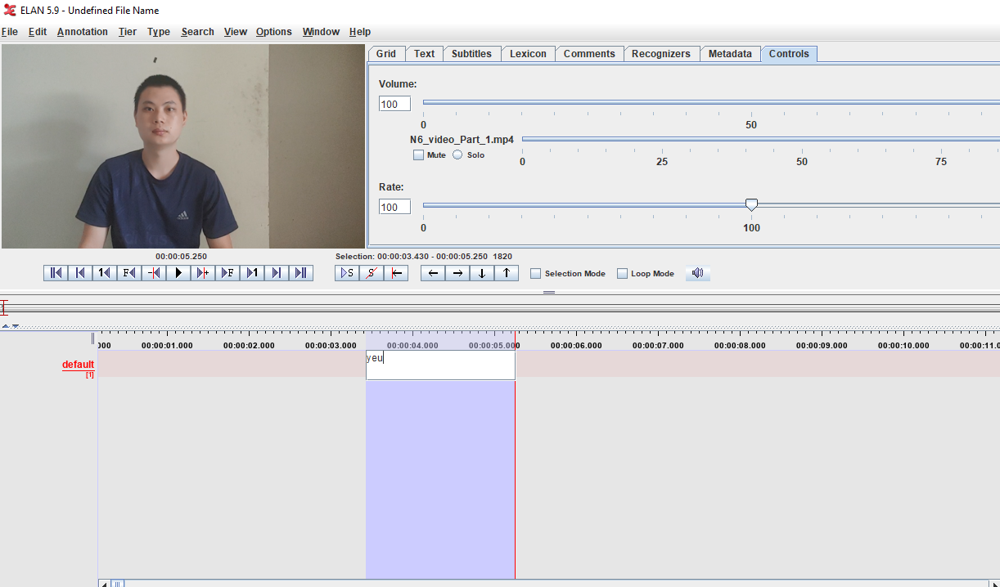 ELAN 5.9 - Undefined File Name
File Edit Annotation Tier Type Search View Options Window Help
Grid Text Subtitles Lexicon Comments Recognizers Metadata Controls
Volume:
100
0 50
N6_video_Part_1.mp4
Mute Solo
0 25 50 75
Rate:
100
0 100
adidas
00:00:05.250
Selection: 00:00:03.430 - 00:00:05.250 1820
1 F F 1 S S
Selection Mode Loop Mode
000 00:00:01.000 00:00:02.000 00:00:03.000 00:00:04.000 00:00:05.000 00:00:06.000 00:00:07.000 00:00:08.000 00:00:09.000 00:00:10.000 00:00:11.0
default
[1]
yeu